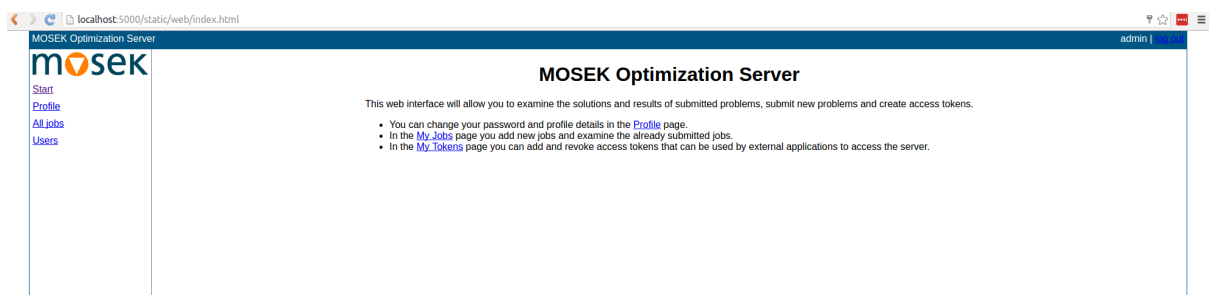 localhost:5000/static/web/index.html
MOSEK Optimization Server
admin | log out
mosek
Start
Profile
All jobs
Users
MOSEK Optimization Server
This web interface will allow you to examine the solutions and results of submitted problems, submit new problems and create access tokens.
• You can change your password and profile details in the Profile page.
• In the My Jobs page you add new jobs and examine the already submitted jobs.
• In the My Tokens page you can add and revoke access tokens that can be used by external applications to access the server.